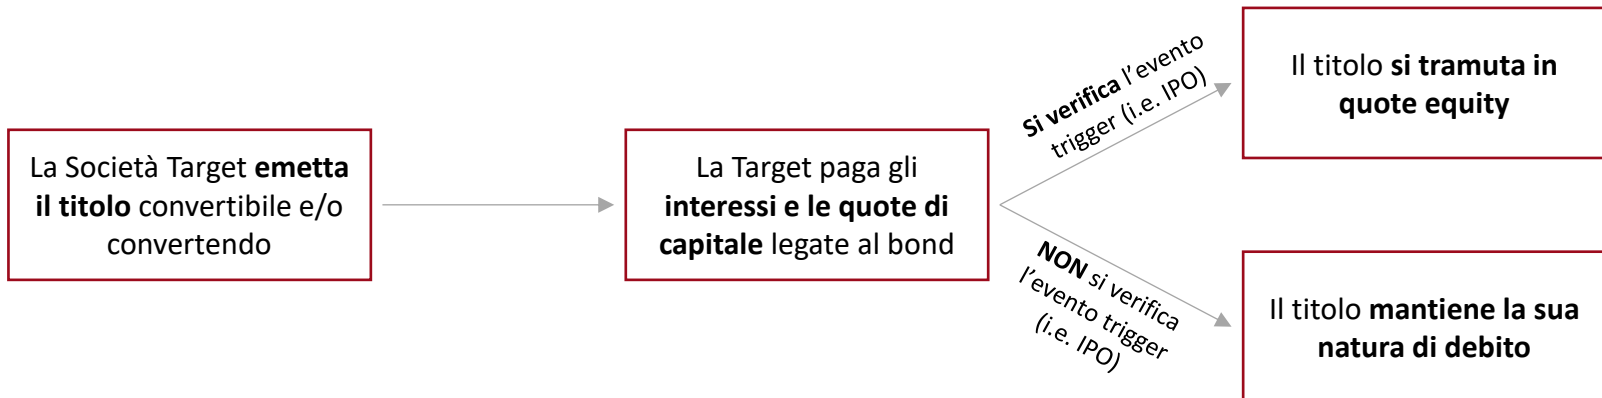 La Società Target emetta
il titolo convertibile e/o
convertendo
La Target paga gli
interessi e le quote di
capitale legate al bond
Si verifica l’evento
trigger (i.e. IPO)
NON si verifica
l’evento trigger
(i.e. IPO)
Il titolo si tramuta in
quote equity
Il titolo mantiene la sua
natura di debito